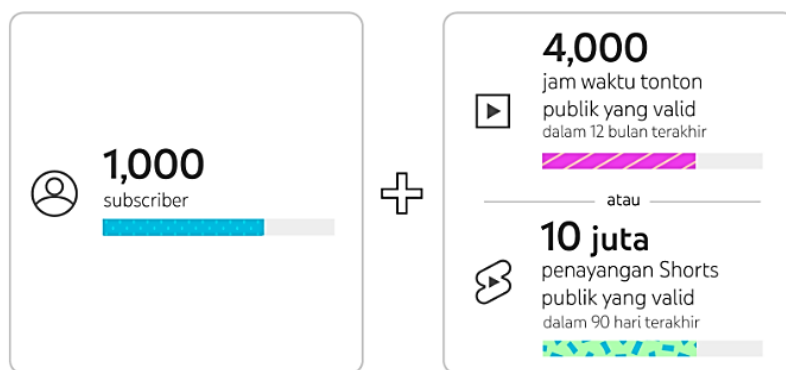 1,000
subscriber
4,000
jam waktu tonton
publik yang valid
dalam 12 bulan terakhir
atau
10 juta
penayangan Shorts
publik yang valid
dalam 90 hari terakhir